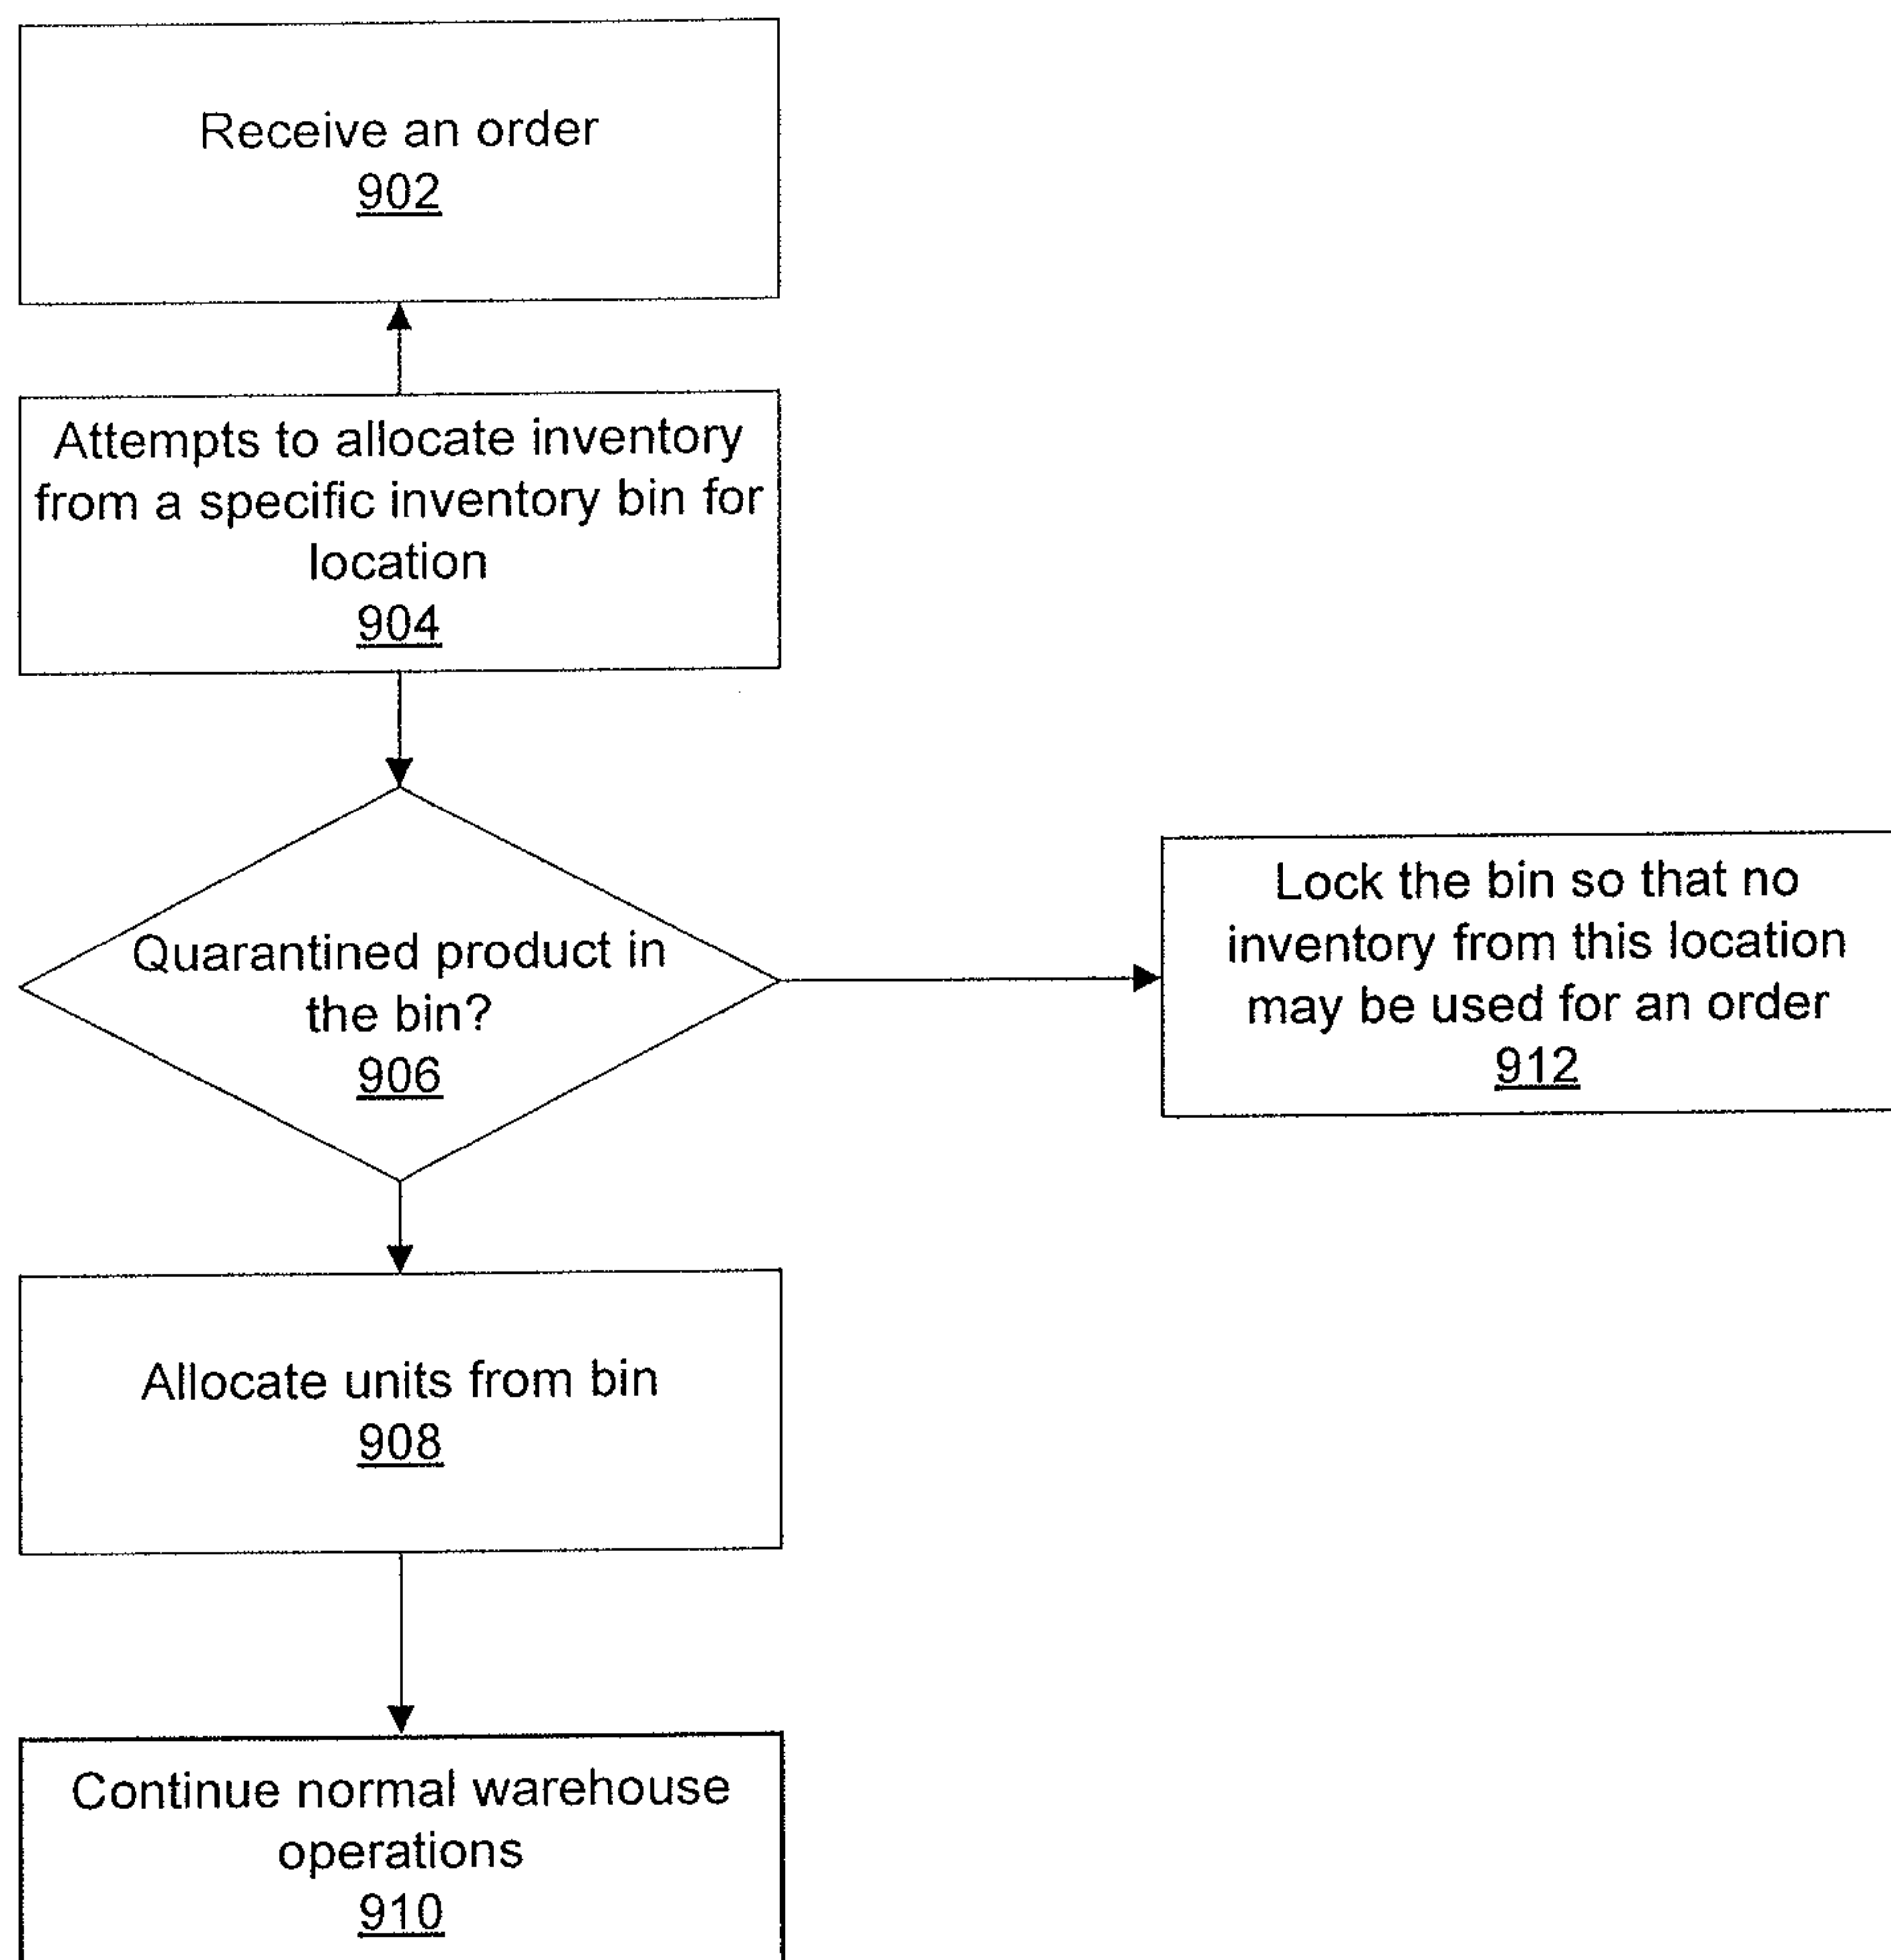 Receive an order
902
Attempts to allocate inventory
from a specific inventory bin for
location
904
Quarantined product in
the bin?
906
Lock the bin so that no
inventory from this location
may be used for an order
912
Allocate units from bin
908
Continue normal warehouse
operations
910